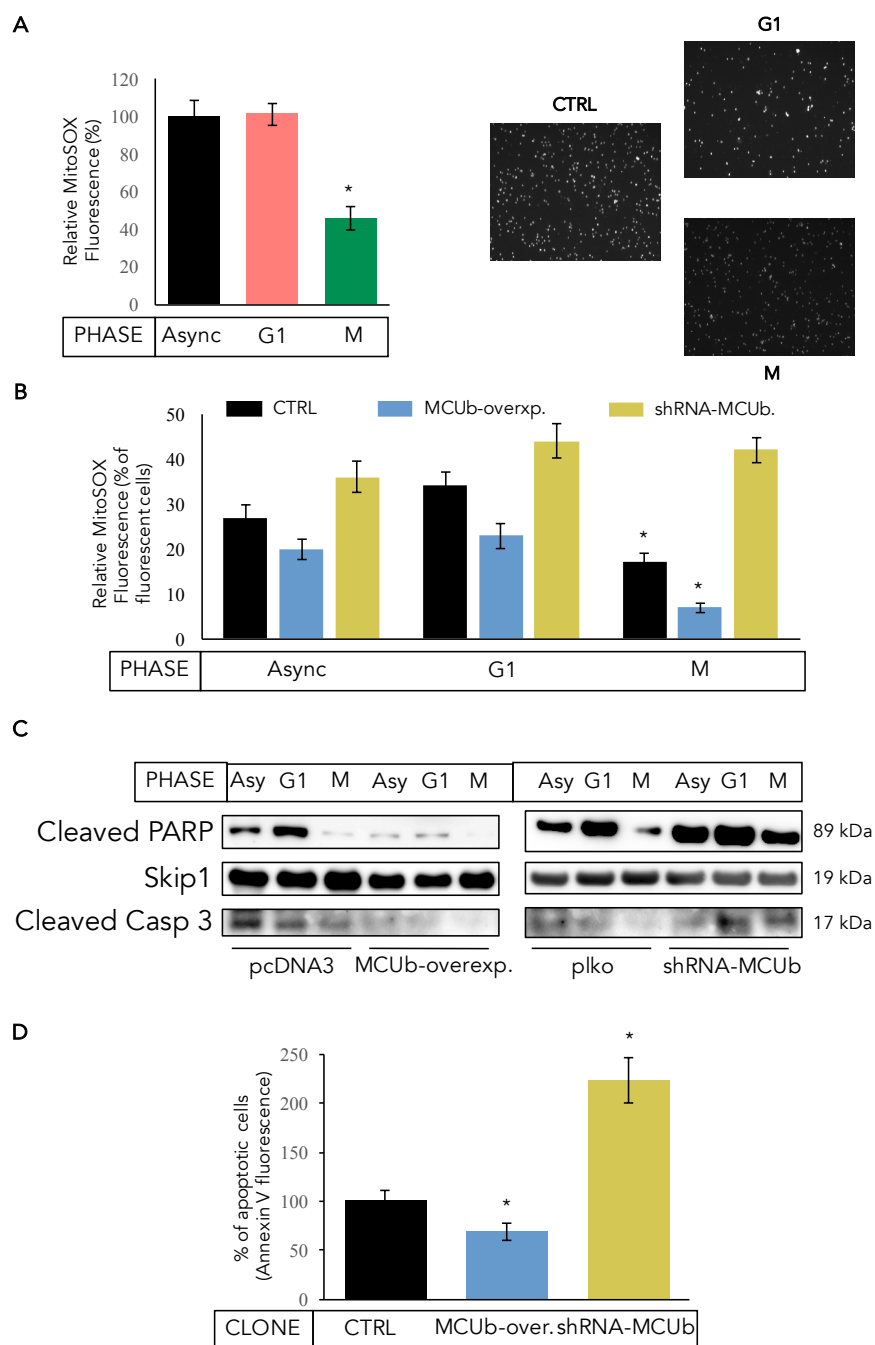 A
G1
CTRL
M
Relative MitoSOX
Fluorescence (%)
120
100
80
60
40
20
0
*
PHASE Async G1 M
B
CTRL MCUb-overxp. shRNA-MCUb.
Relative MitoSOX
Fluorescence (% of
fluorescent cells)
50
40
30
20
10
0
*
*
PHASE Async G1 M
C
PHASE Asy G1 M Asy G1 M Asy G1 M Asy G1 M
Cleaved PARP 89 kDa
Skip1 19 kDa
Cleaved Casp 3 17 kDa
pcDNA3 MCUb-overexp. plko shRNA-MCUb
D
% of apoptotic cells
(Annexin V fluorescence)
250
200
150
100
50
0
*
*
CLONE CTRL MCUb-over. shRNA-MCUb